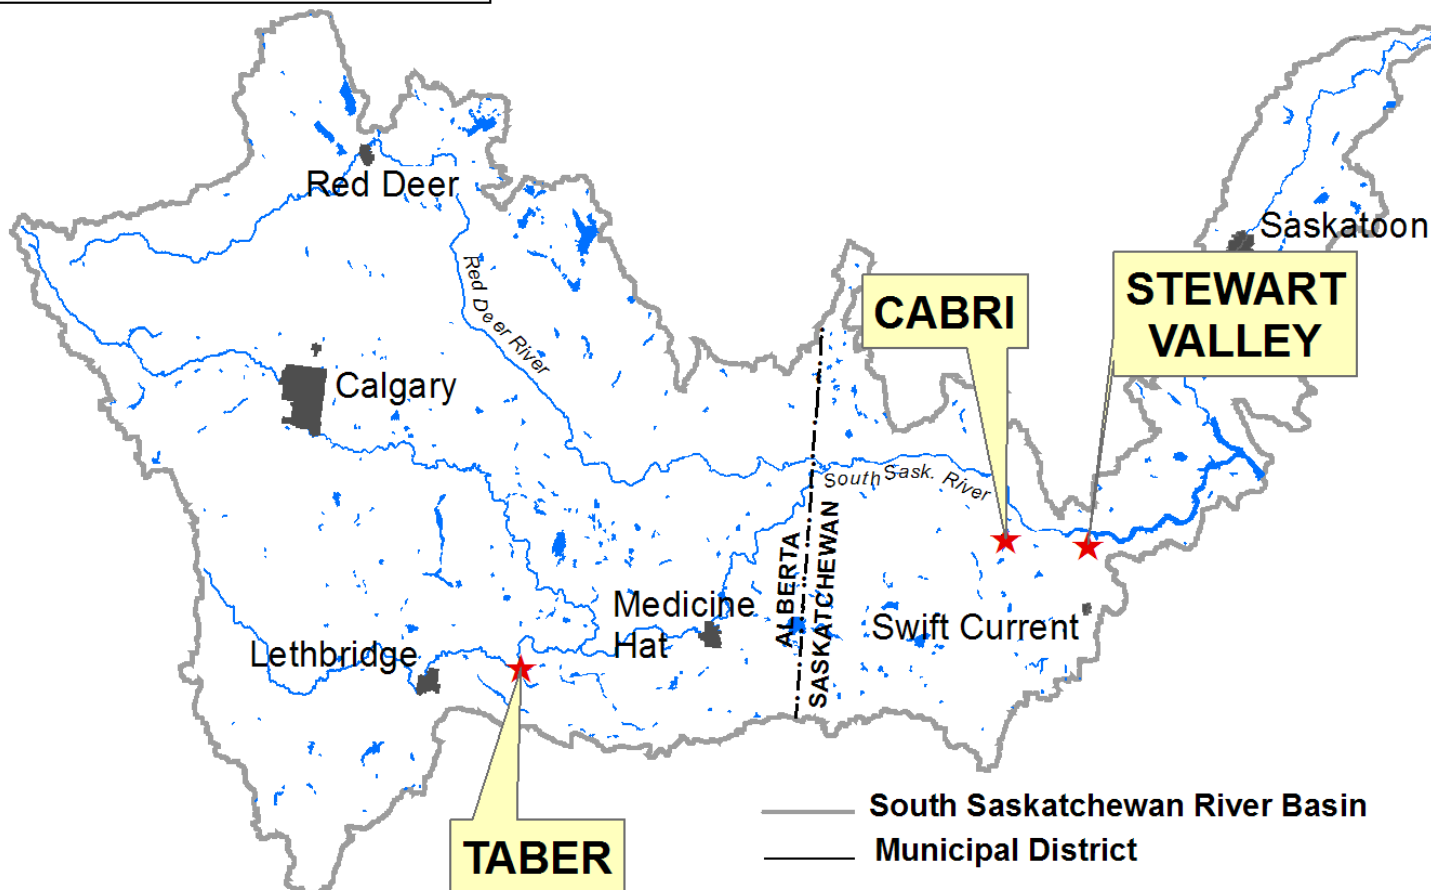 Red Deer
Saskatoon
Red Deer River
CABRI
STEWART
VALLEY
Calgary
South Sask. River
ALBERTA
SASKATCHEWAN
Medicine
Hat
Swift Current
Lethbridge
TABER
South Saskatchewan River Basin
Municipal District